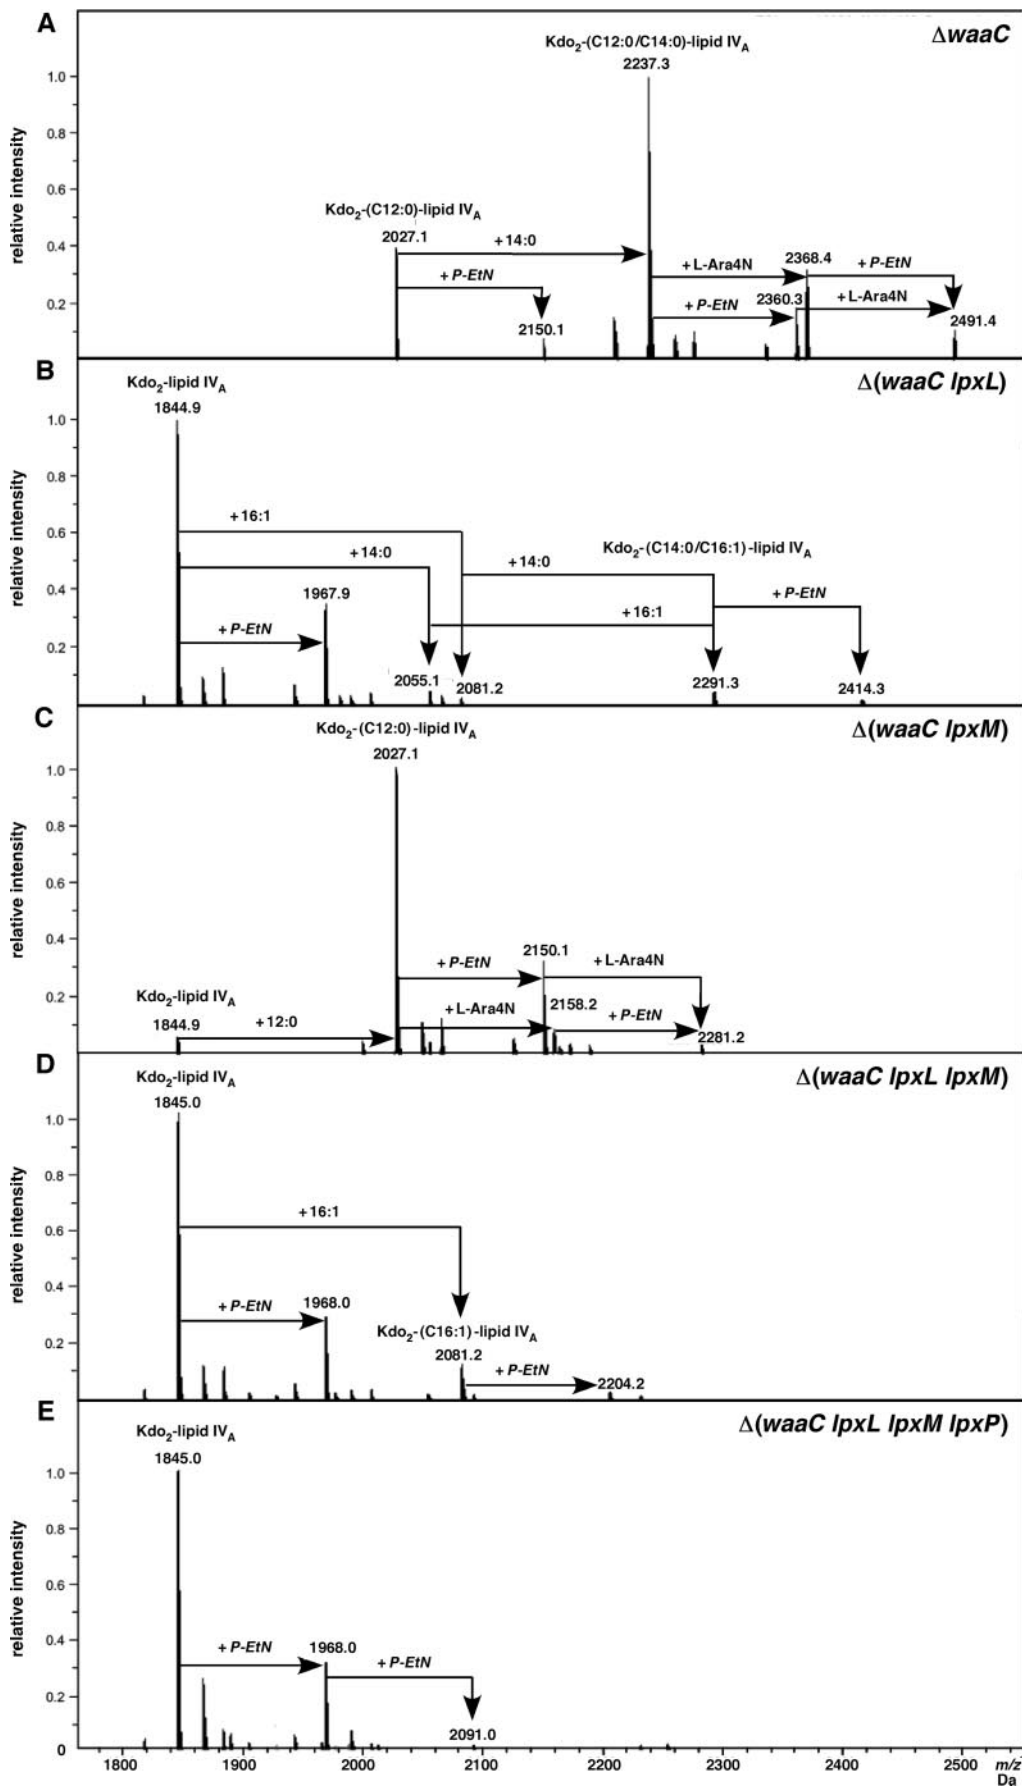 A
ΔwaaC
Kdo2-(C12:0/C14:0)-lipid IVA
2237.3
1.0
0.8
0.6
0.4
0.2
relative intensity
Kdo2-(C12:0)-lipid IVA
2027.1
+14:0
+ P-EtN
2150.1
+ L-Ara4N
2368.4
+ P-EtN
+ P-EtN
2360.3
+ L-Ara4N
2491.4
B
Δ(waaC lpxL)
Kdo2-lipid IVA
1844.9
1.0
0.8
0.6
0.4
0.2
relative intensity
+16:1
+14:0
+14:0
Kdo2-(C14:0/C16:1)-lipid IVA
+ P-EtN
+16:1
1967.9
+ P-EtN
2055.1
2081.2
2291.3
2414.3
C
Δ(waaC lpxM)
Kdo2-(C12:0)-lipid IVA
2027.1
1.0
0.8
0.6
0.4
0.2
relative intensity
Kdo2-lipid IVA
1844.9
+12:0
+ P-EtN
2150.1
+ L-Ara4N
+ L-Ara4N
2158.2
+ P-EtN
2281.2
D
Δ(waaC lpxL lpxM)
Kdo2-lipid IVA
1845.0
1.0
0.8
0.6
0.4
0.2
relative intensity
+16:1
+ P-EtN
1968.0
Kdo2-(C16:1)-lipid IVA
2081.2
+ P-EtN
2204.2
E
Δ(waaC lpxL lpxM lpxP)
Kdo2-lipid IVA
1845.0
1.0
0.8
0.6
0.4
0.2
0
relative intensity
+ P-EtN
1968.0
+ P-EtN
2091.0
1800 1900 2000 2100 2200 2300 2400 2500 m/z
Da